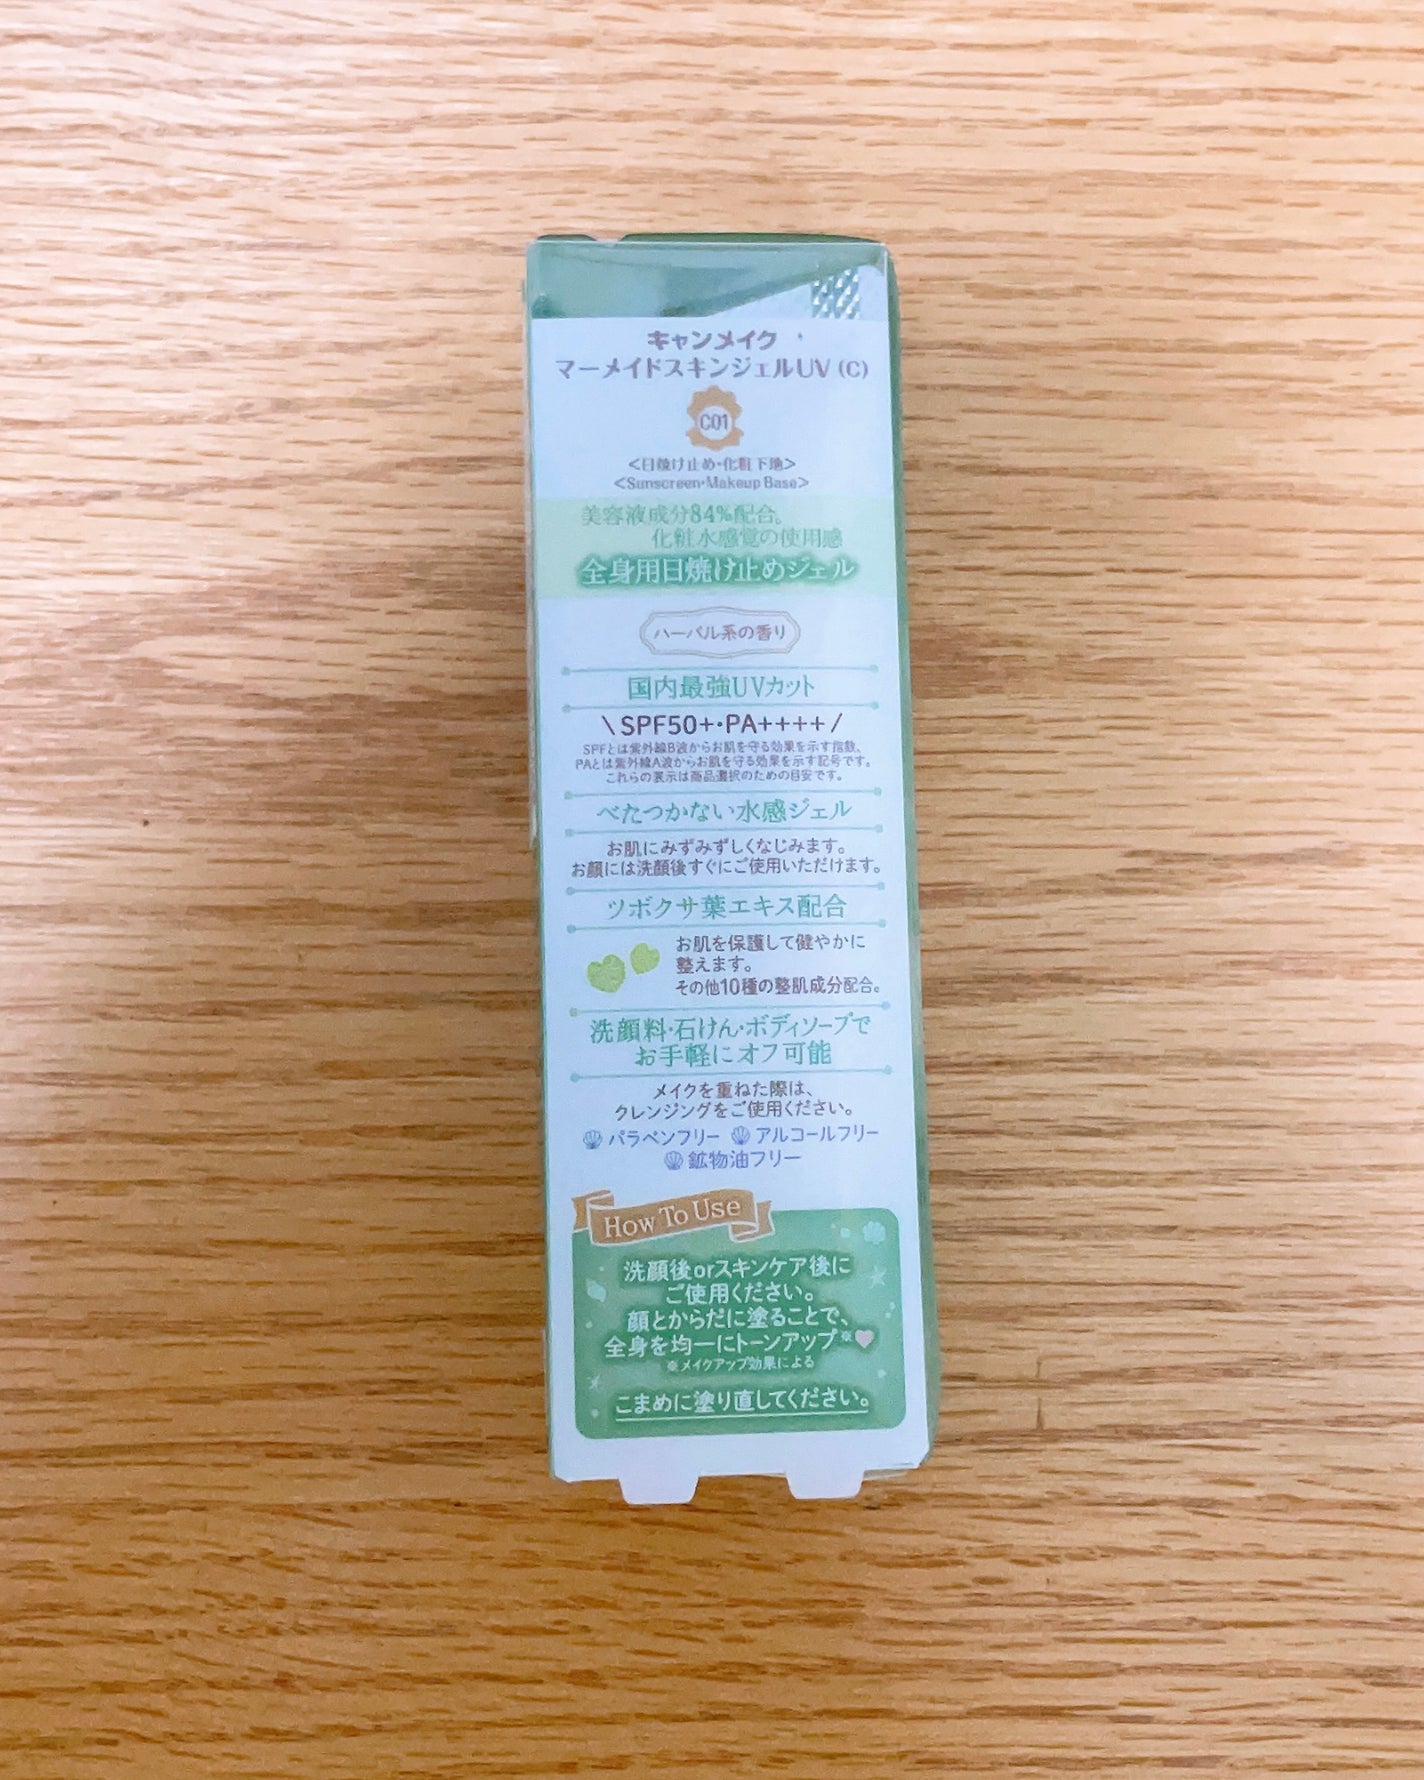 キャンメイク
マーメイドスキンジェルUV (C)
C01
<日焼け止め・化粧下地>
<Sunscreen・Makeup Base>
美容液成分84%配合。
化粧水感覚の使用感
全身用日焼け止めジェル
ハーバル系の香り
国内最強UVカット
\ SPF50+・PA++++ /
SPFとは紫外線B波からお肌を守る効果を示す指数、
PAとは紫外線A波からお肌を守る効果を示す記号です。
これらの表示は商品選択のための目安です。
べたつかない水感ジェル
お肌にみずみずしくなじみます。
お顔には洗顔後すぐにご使用いただけます。
ツボクサ葉エキス配合
お肌を保護して健やかに
整えます。
その他10種の整肌成分配合。
洗顔料・石けん・ボディソープで
お手軽にオフ可能
メイクを重ねた際は、
クレンジングをご使用ください。
パラベンフリー アルコールフリー
鉱物油フリー
How To Use
洗顔後orスキンケア後に
ご使用ください。
顔とからだに塗ることで、
全身を均一にトーンアップ※
※メイクアップ効果による
こまめに塗り直してください。